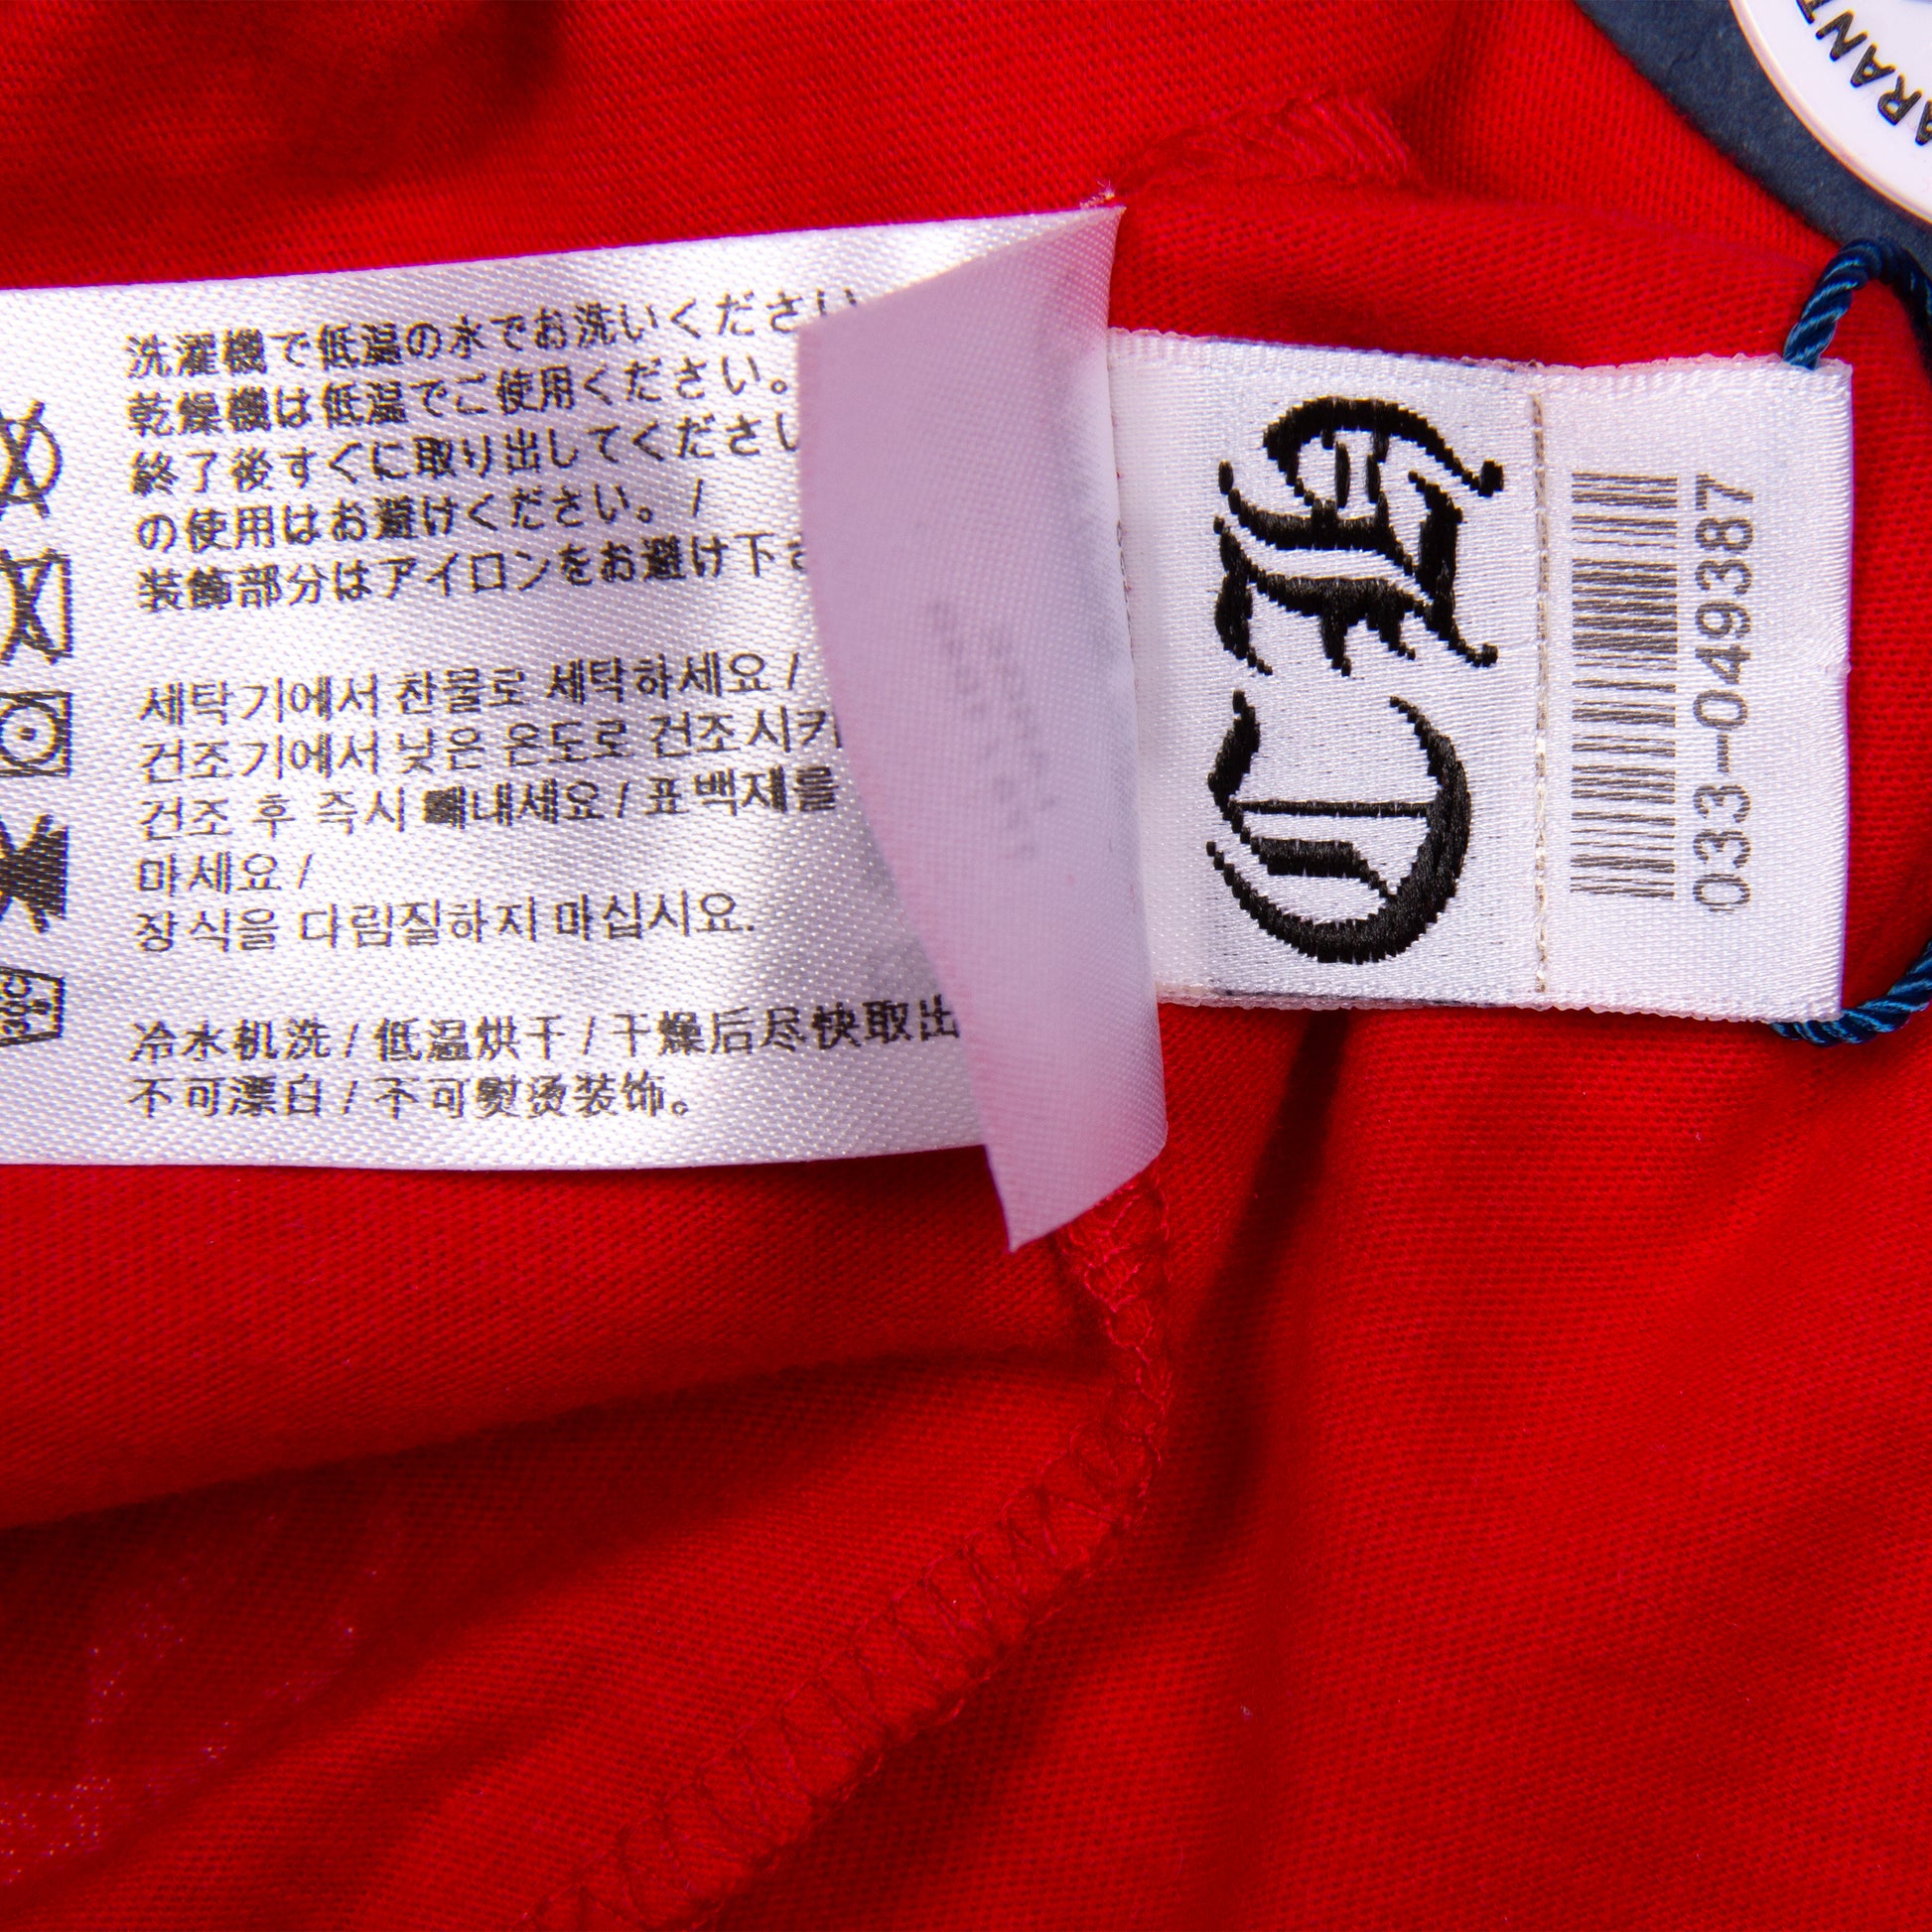 洗濯機で低温の水でお洗いください
乾燥機は低温でご使用ください。
終了後すぐに取り出してください
の使用はお避けください。 /
装飾部分はアイロンをお避け下さ
세탁기에서 찬물로 세탁하세요 /
건조기에서 낮은 온도로 건조시키
건조 후 즉시 빼내세요 / 표백제를
마세요 /
장식을 다림질하지 마십시요.
冷水机洗 / 低温烘干 / 干燥后尽快取出
不可漂白 / 不可熨烫装饰。
30C
033-049387